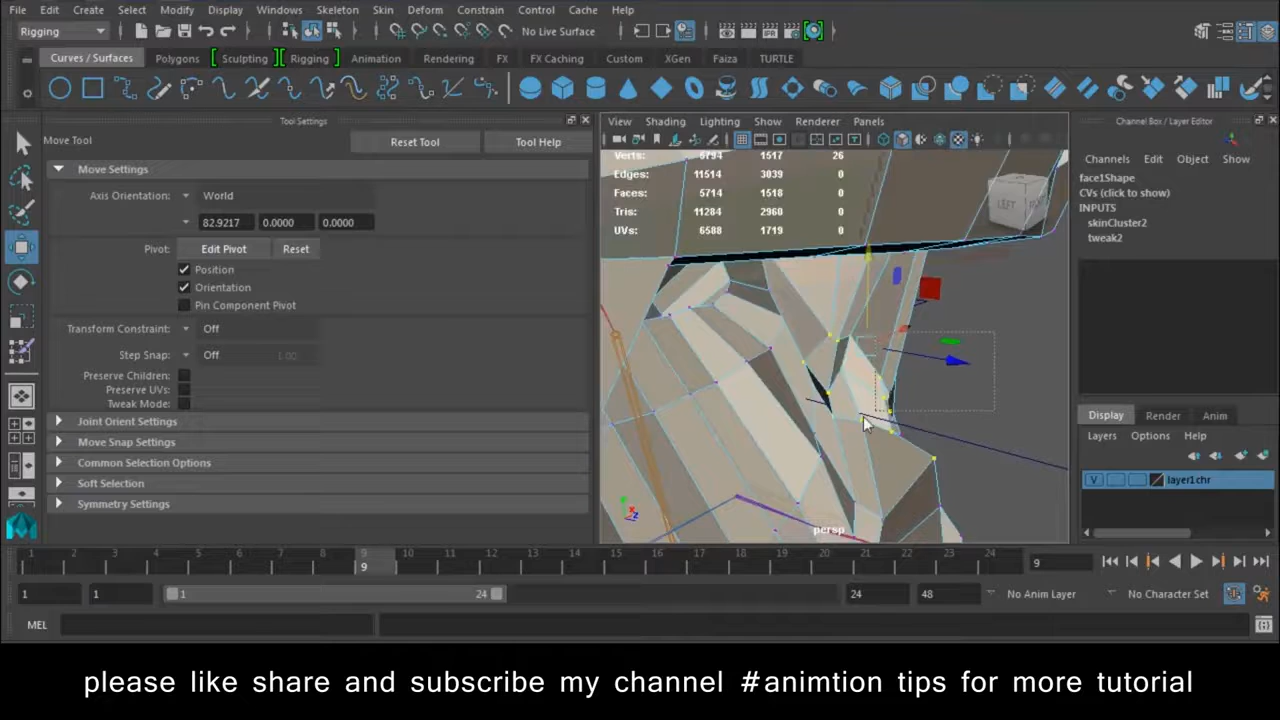 File Edit Create Select Modify Display Windows Skeleton Skin Deform Constrain Control Cache Help
Rigging No Live Surface
Curves / Surfaces Polygons Sculpting Rigging Animation Rendering FX FX Caching Custom XGen Faiza TURTLE
Tool Settings
Move Tool Reset Tool Tool Help
Move Settings
Axis Orientation: World
82.9217 0.0000 0.0000
Pivot: Edit Pivot Reset
Position
Orientation
Pin Component Pivot
Transform Constraint: Off
Step Snap: Off 1.00
Preserve Children:
Preserve UVs:
Tweak Mode:
Joint Orient Settings
Move Snap Settings
Common Selection Options
Soft Selection
Symmetry Settings
View Shading Lighting Show Renderer Panels
Verts: 5794 1517 26
Edges: 11514 3039 0
Faces: 5714 1518 0
Tris: 11284 2960 0
UVs: 6588 1719 0
LEFT
persp
Channel Box / Layer Editor
Channels Edit Object Show
face1Shape
CVs (click to show)
INPUTS
skinCluster2
tweak2
Display Render Anim
Layers Options Help
V layer1chr
1 2 3 4 5 6 7 8 9 10 11 12 13 14 15 16 17 18 19 20 21 22 23 24
9 9
1 1 1 24 24 48 No Anim Layer No Character Set
MEL
please like share and subscribe my channel #animtion tips for more tutorial